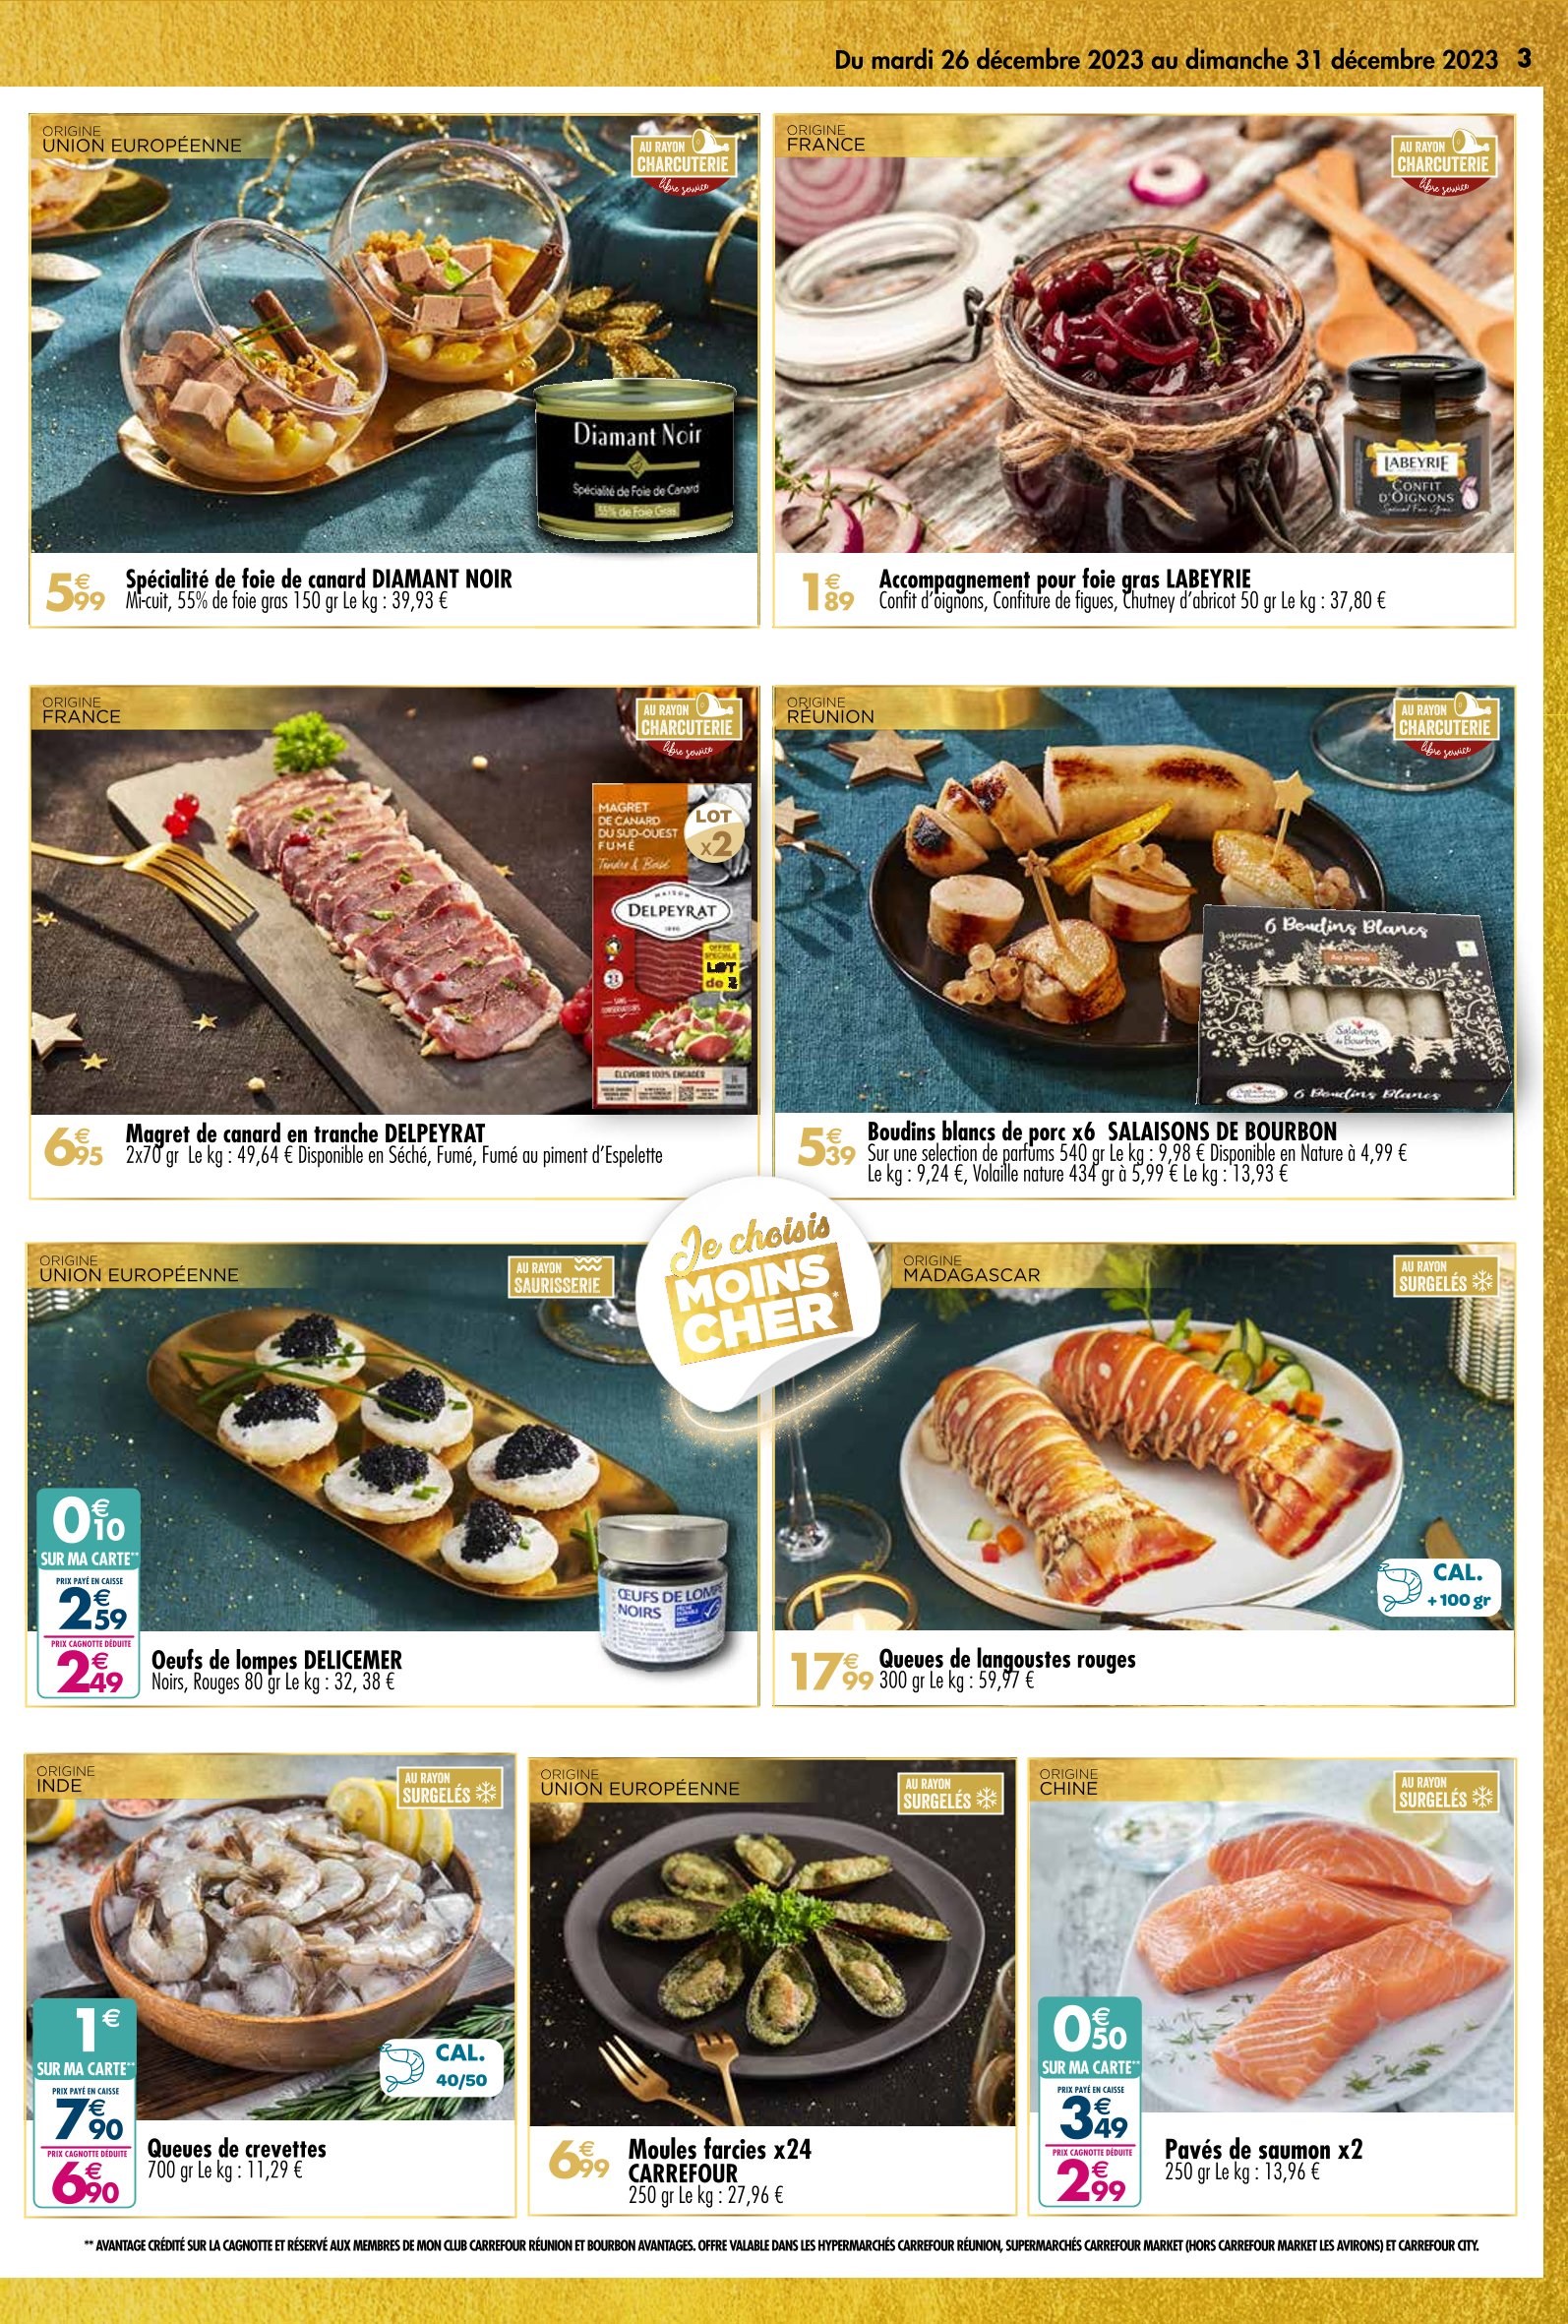 Du mardi 26 décembre 2023 au dimanche 31 décembre 2023 3
ORIGINE
UNION EUROPÉENNE
AU RAYON
CHARCUTERIE
libre service
Diamant Noir
Spécialité de Foie de Canard
55% de Foie Gras
5€99
Spécialité de foie de canard DIAMANT NOIR
Mi-cuit, 55% de foie gras 150 gr Le kg : 39,93 €
ORIGINE
FRANCE
AU RAYON
CHARCUTERIE
libre service
LABEYRIE
CONFIT
D'OIGNONS
Spécial Foie Gras
1€89
Accompagnement pour foie gras LABEYRIE
Confit d'oignons, Confiture de figues, Chutney d'abricot 50 gr Le kg : 37,80 €
ORIGINE
FRANCE
AU RAYON
CHARCUTERIE
libre service
MAGRET
DE CANARD
DU SUD-OUEST
FUMÉ
Tendre & Boisé
LOT
x2
MAISON
DELPEYRAT
1890
OFFRE
SPÉCIALE
LOT
de 2
SANS
CONSERVATEURS
ÉLEVEURS 100% ENGAGÉS
6€95
Magret de canard en tranche DELPEYRAT
2x70 gr Le kg : 49,64 € Disponible en Séché, Fumé, Fumé au piment d'Espelette
ORIGINE
RÉUNION
AU RAYON
CHARCUTERIE
libre service
6 Boudins Blancs
Joyeuses
Fêtes
Au Porto
Salaisons
de Bourbon
6 Boudins Blancs
5€39
Boudins blancs de porc x6 SALAISONS DE BOURBON
Sur une selection de parfums 540 gr Le kg : 9,98 € Disponible en Nature à 4,99 €
Le kg : 9,24 €, Volaille nature 434 gr à 5,99 € Le kg : 13,93 €
Je choisis
MOINS
CHER*
ORIGINE
UNION EUROPÉENNE
AU RAYON
SAURISSERIE
ŒUFS DE LOMPE
NOIRS
0€10
SUR MA CARTE**
PRIX PAYÉ EN CAISSE
2€59
PRIX CAGNOTTE DÉDUITE
2€49
Oeufs de lompes DELICEMER
Noirs, Rouges 80 gr Le kg : 32, 38 €
ORIGINE
MADAGASCAR
AU RAYON
SURGELÉS
CAL.
+ 100 gr
17€99
Queues de langoustes rouges
300 gr Le kg : 59,97 €
ORIGINE
INDE
AU RAYON
SURGELÉS
CAL.
40/50
1€
SUR MA CARTE**
PRIX PAYÉ EN CAISSE
7€90
PRIX CAGNOTTE DÉDUITE
6€90
Queues de crevettes
700 gr Le kg : 11,29 €
ORIGINE
UNION EUROPÉENNE
AU RAYON
SURGELÉS
6€99
Moules farcies x24
CARREFOUR
250 gr Le kg : 27,96 €
ORIGINE
CHINE
AU RAYON
SURGELÉS
0€50
SUR MA CARTE**
PRIX PAYÉ EN CAISSE
3€49
PRIX CAGNOTTE DÉDUITE
2€99
Pavés de saumon x2
250 gr Le kg : 13,96 €
** AVANTAGE CRÉDITÉ SUR LA CAGNOTTE ET RÉSERVÉ AUX MEMBRES DE MON CLUB CARREFOUR RÉUNION ET BOURBON AVANTAGES. OFFRE VALABLE DANS LES HYPERMARCHÉS CARREFOUR RÉUNION, SUPERMARCHÉS CARREFOUR MARKET (HORS CARREFOUR MARKET LES AVIRONS) ET CARREFOUR CITY.